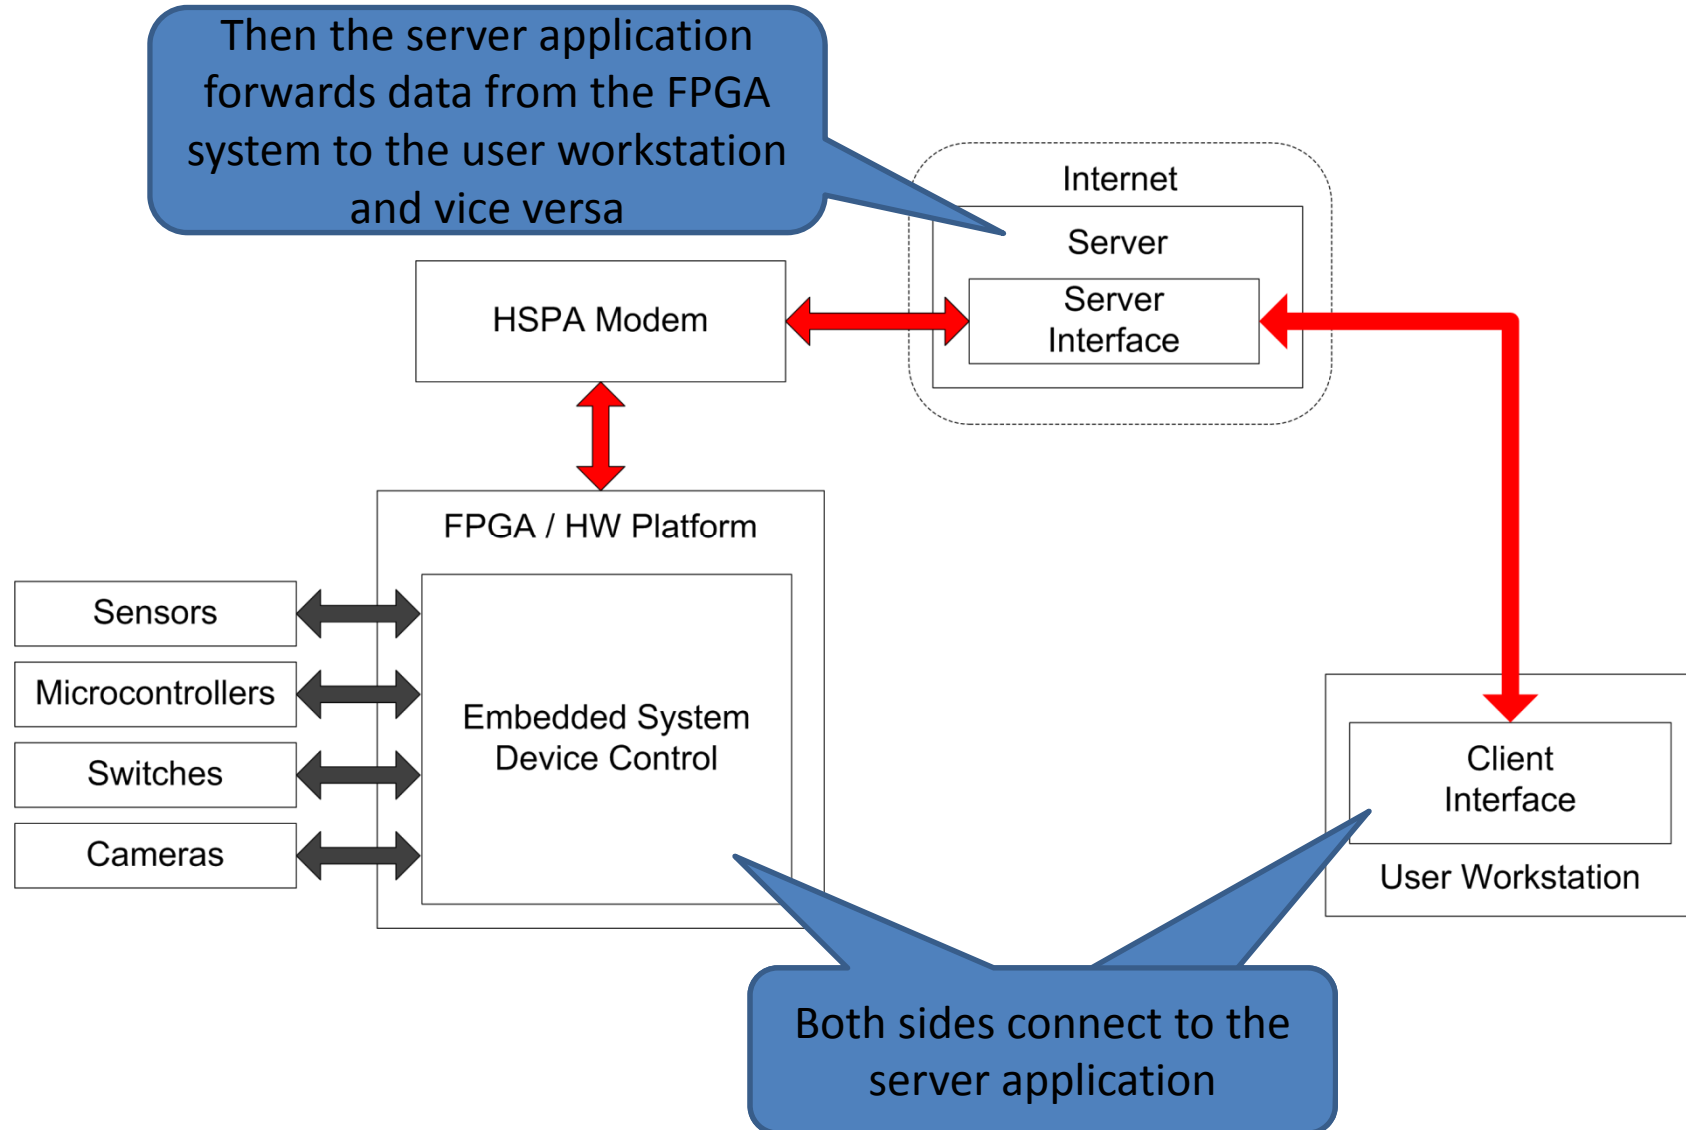 Then the server application
forwards data from the FPGA
system to the user workstation
and vice versa
Internet
Server
Server
Interface
HSPA Modem
FPGA / HW Platform
Sensors
Microcontrollers
Switches
Cameras
Embedded System
Device Control
Client
Interface
User Workstation
Both sides connect to the
server application